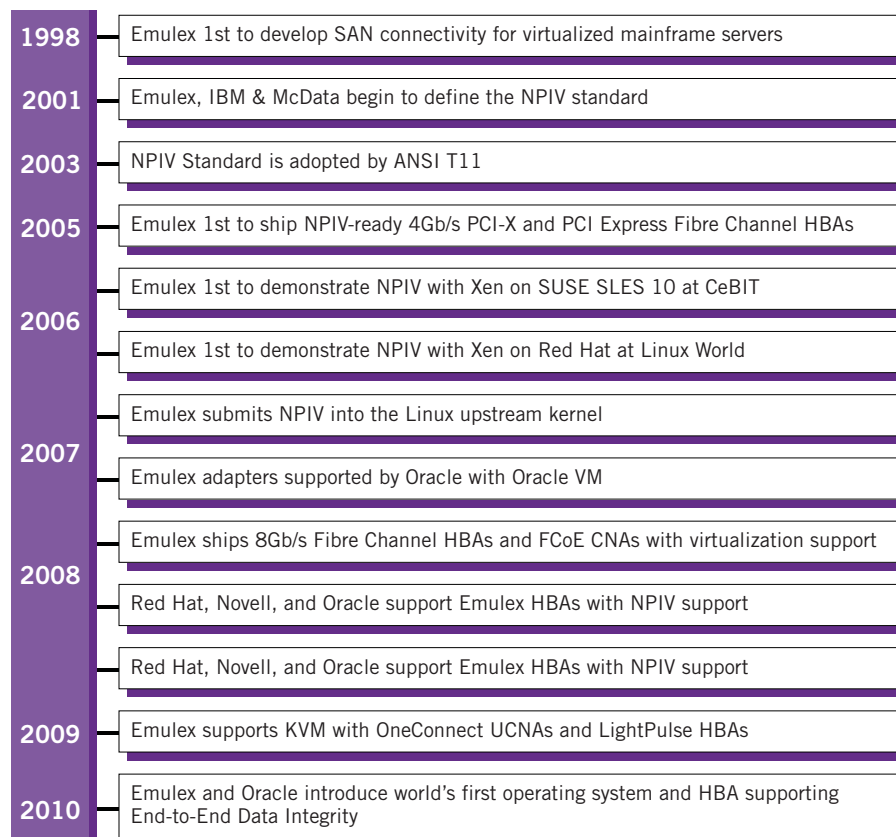 1998
Emulex 1st to develop SAN connectivity for virtualized mainframe servers
2001
Emulex, IBM & McData begin to define the NPIV standard
2003
NPIV Standard is adopted by ANSI T11
2005
Emulex 1st to ship NPIV-ready 4Gb/s PCI-X and PCI Express Fibre Channel HBAs
2006
Emulex 1st to demonstrate NPIV with Xen on SUSE SLES 10 at CeBIT
Emulex 1st to demonstrate NPIV with Xen on Red Hat at Linux World
2007
Emulex submits NPIV into the Linux upstream kernel
Emulex adapters supported by Oracle with Oracle VM
2008
Emulex ships 8Gb/s Fibre Channel HBAs and FCoE CNAs with virtualization support
Red Hat, Novell, and Oracle support Emulex HBAs with NPIV support
Red Hat, Novell, and Oracle support Emulex HBAs with NPIV support
2009
Emulex supports KVM with OneConnect UCNAs and LightPulse HBAs
2010
Emulex and Oracle introduce world's first operating system and HBA supporting
End-to-End Data Integrity